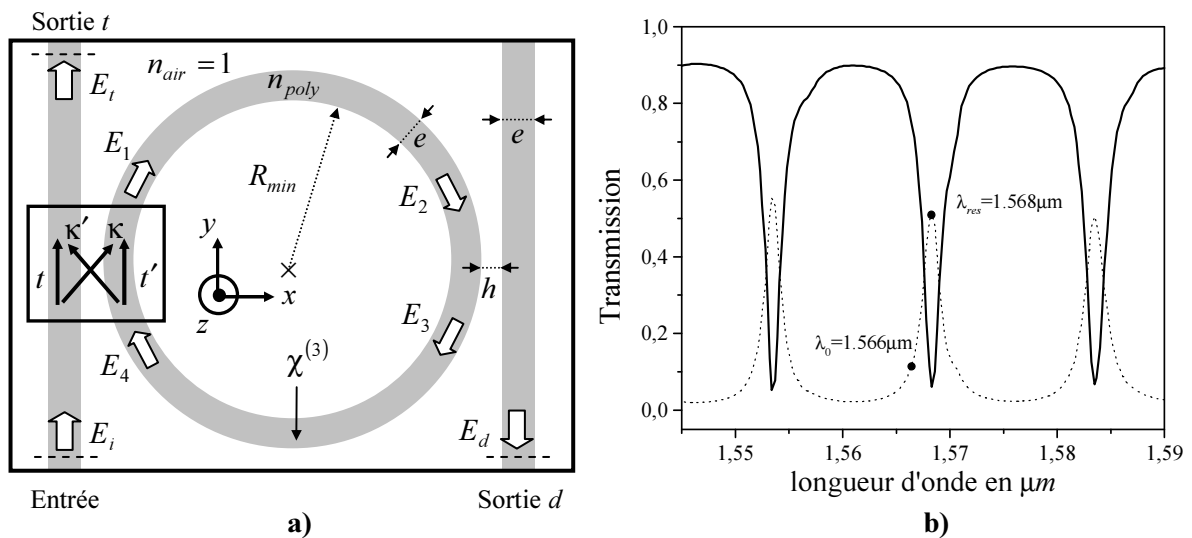 Sortie t
n_air = 1
E_t
n_poly
e
e
E_1
R_min
E_2
κ′ κ
t t′
y
x
z
h
E_3
E_4
χ^(3)
E_i
E_d
Entrée
Sortie d
a)
1,0
0,8
0,6
0,4
0,2
0,0
Transmission
λ_res=1.568µm
λ_0=1.566µm
1,55 1,56 1,57 1,58 1,59
longueur d'onde en µm
b)